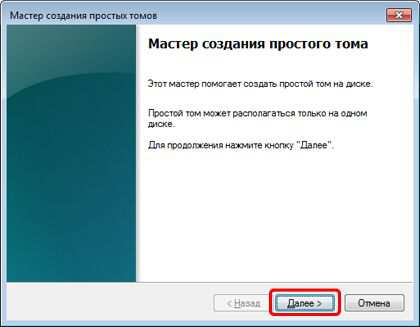 Мастер создания простых томов
Мастер создания простого тома
Этот мастер помогает создать простой том на диске.
Простой том может располагаться только на одном
диске.
Для продолжения нажмите кнопку "Далее".
< Назад
Далее >
Отмена